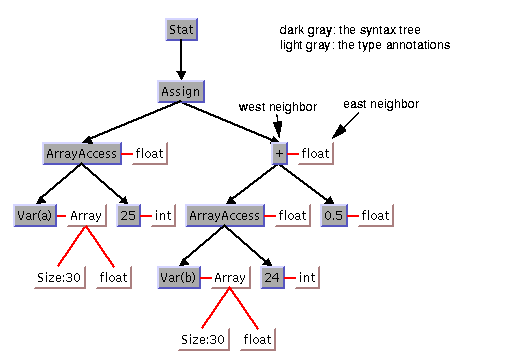 Stat
dark gray: the syntax tree
light gray: the type annotations
Assign
west neighbor
east neighbor
ArrayAccess
float
+
float
Var(a)
Array
25
int
ArrayAccess
float
0.5
float
Size:30
float
Var(b)
Array
24
int
Size:30
float